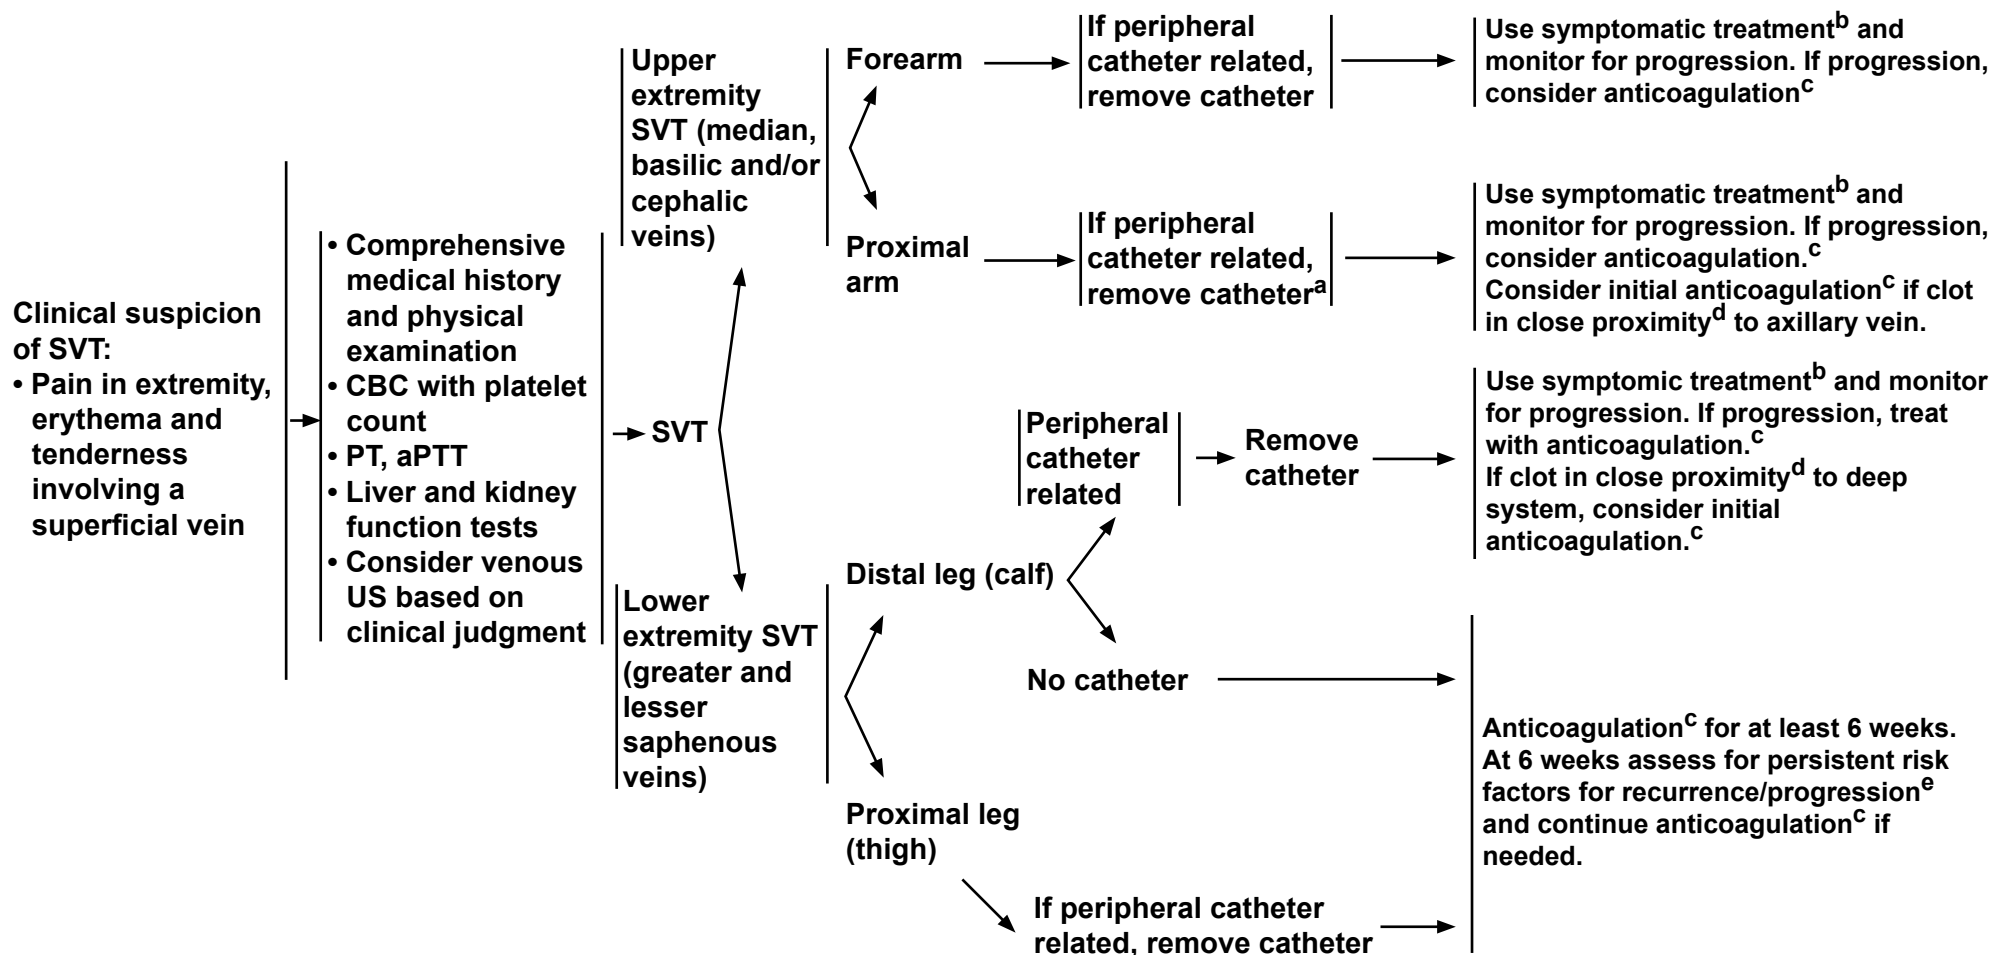 Clinical suspicion
of SVT:
• Pain in extremity,
erythema and
tenderness
involving a
superficial vein
• Comprehensive
medical history
and physical
examination
• CBC with platelet
count
• PT, aPTT
• Liver and kidney
function tests
• Consider venous
US based on
clinical judgment
SVT
Upper
extremity
SVT (median,
basilic and/or
cephalic
veins)
Forearm
If peripheral
catheter related,
remove catheter
Use symptomatic treatmentb and
monitor for progression. If progression,
consider anticoagulationc
Proximal
arm
If peripheral
catheter related,
remove cathetera
Use symptomatic treatmentb and
monitor for progression. If progression,
consider anticoagulation.c
Consider initial anticoagulationc if clot
in close proximityd to axillary vein.
Lower
extremity SVT
(greater and
lesser
saphenous
veins)
Distal leg (calf)
Peripheral
catheter
related
Remove
catheter
Use symptomic treatmentb and monitor
for progression. If progression, treat
with anticoagulation.c
If clot in close proximityd to deep
system, consider initial
anticoagulation.c
No catheter
Proximal leg
(thigh)
If peripheral catheter
related, remove catheter
Anticoagulationc for at least 6 weeks.
At 6 weeks assess for persistent risk
factors for recurrence/progressione
and continue anticoagulationc if
needed.